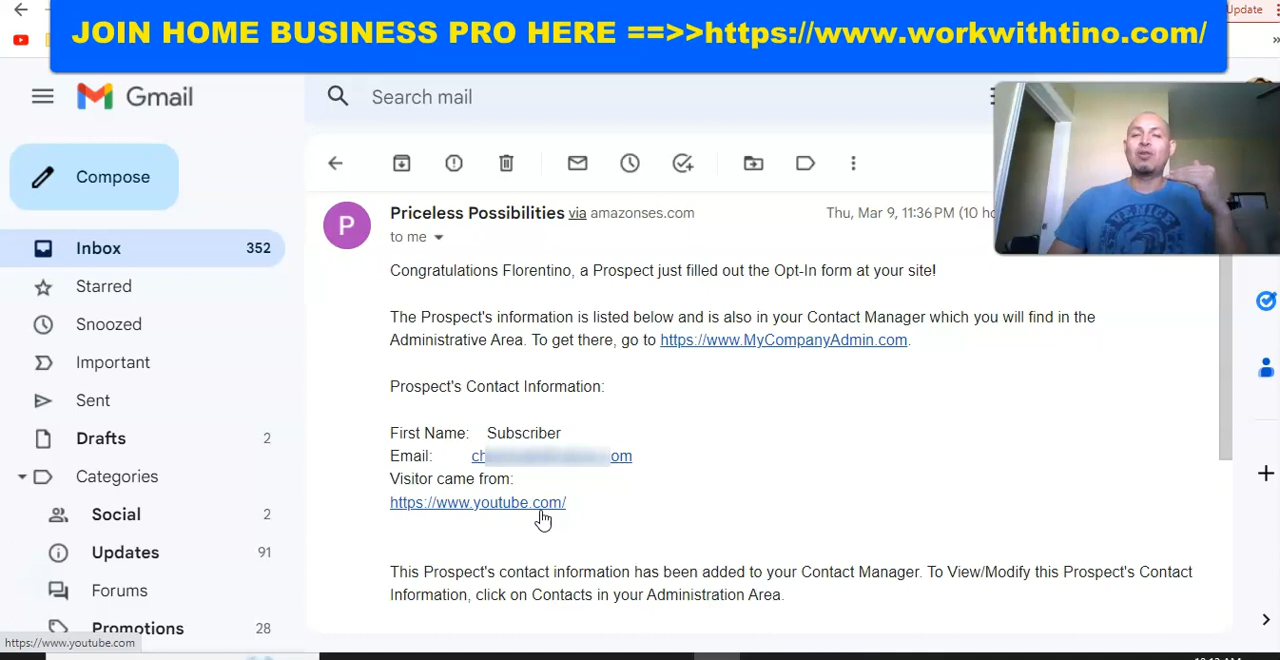 JOIN HOME BUSINESS PRO HERE ==>>https://www.workwithtino.com/
Update
Gmail
Search mail
Compose
Priceless Possibilities via amazonses.com
Thu, Mar 9, 11:36 PM (10 ho
to me
P
Inbox 352
Starred
Snoozed
Important
Sent
Drafts 2
Categories
Social 2
Updates 91
Forums
Promotions 28
Congratulations Florentino, a Prospect just filled out the Opt-In form at your site!
The Prospect's information is listed below and is also in your Contact Manager which you will find in the
Administrative Area. To get there, go to https://www.MyCompanyAdmin.com.
Prospect's Contact Information:
First Name: Subscriber
Email: ch om
Visitor came from:
https://www.youtube.com/
This Prospect's contact information has been added to your Contact Manager. To View/Modify this Prospect's Contact
Information, click on Contacts in your Administration Area.
VENICE
https://www.youtube.com